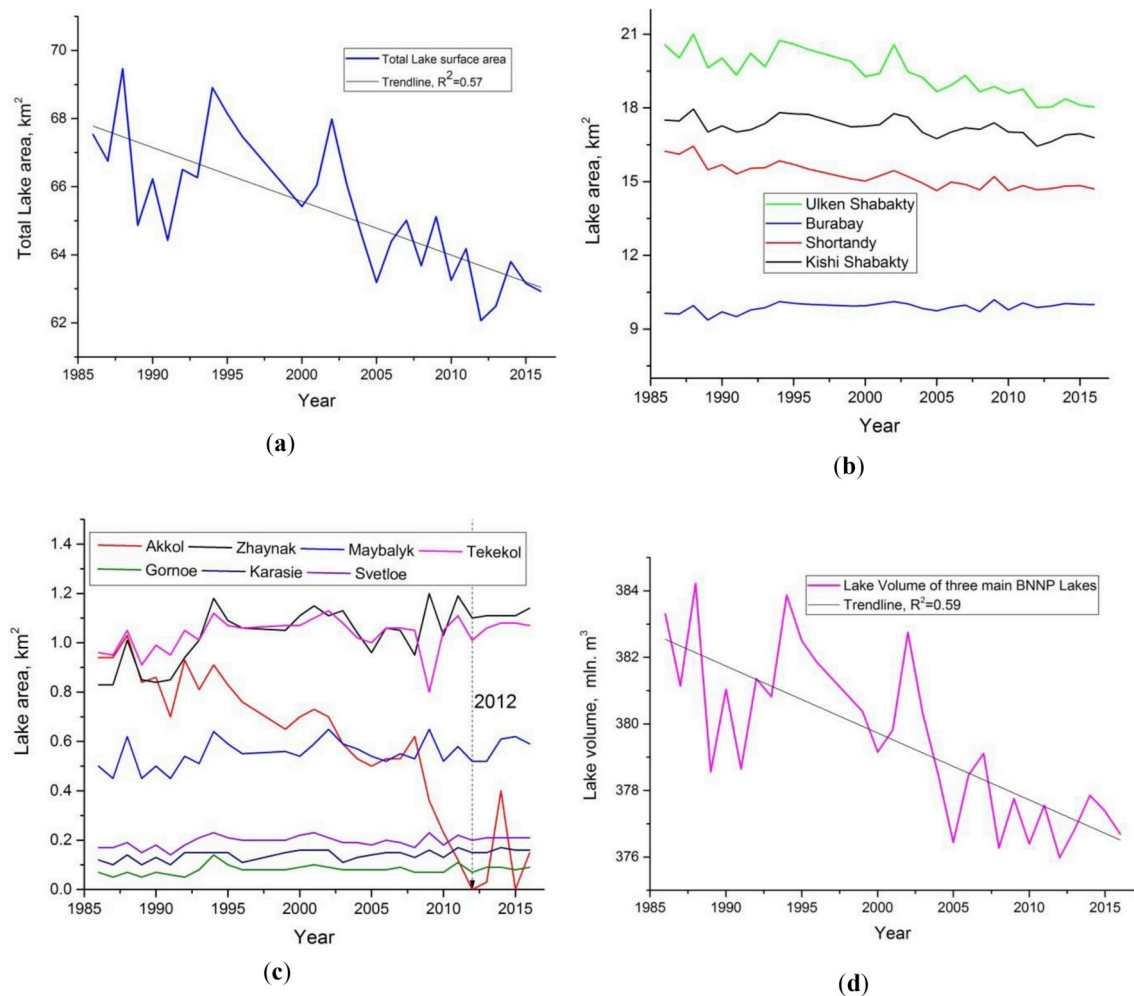 Total Lake surface area
Trendline, R²=0.57
Total Lake area, km²
70
68
66
64
62
1985 1990 1995 2000 2005 2010 2015
Year
(a)
Lake area, km²
21
18
15
12
9
Ulken Shabakty
Burabay
Shortandy
Kishi Shabakty
1985 1990 1995 2000 2005 2010 2015
Year
(b)
Akkol Zhaynak Maybalyk Tekekol
Gornoe Karasie Svetloe
Lake area, km²
1.4
1.2
1.0
0.8
0.6
0.4
0.2
0.0
2012
1985 1990 1995 2000 2005 2010 2015
Year
(c)
Lake Volume of three main BNNP Lakes
Trendline, R²=0.59
Lake volume, mln. m³
384
382
380
378
376
1985 1990 1995 2000 2005 2010 2015
Year
(d)